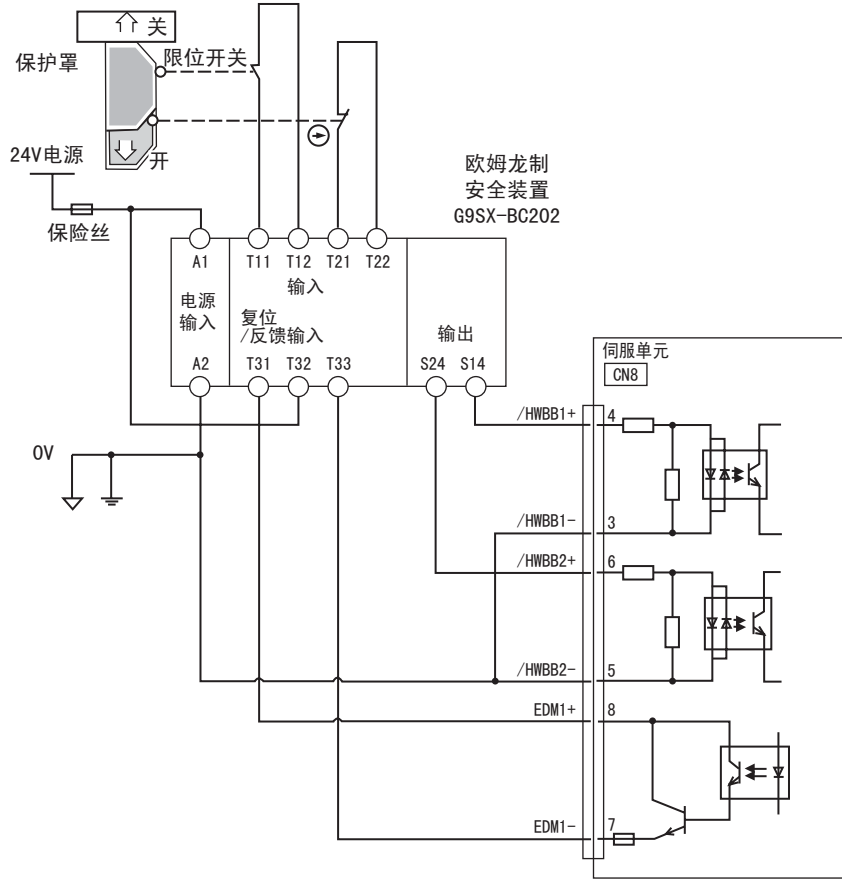 关
保护罩
限位开关
开
24V电源
保险丝
欧姆龙制
安全装置
G9SX-BC202
A1
T11
T12
T21
T22
输入
电源
输入
复位
/反馈输入
输出
A2
T31
T32
T33
S24
S14
伺服单元
CN8
0V
/HWBB1+
4
/HWBB1-
3
/HWBB2+
6
/HWBB2-
5
EDM1+
8
EDM1-
7